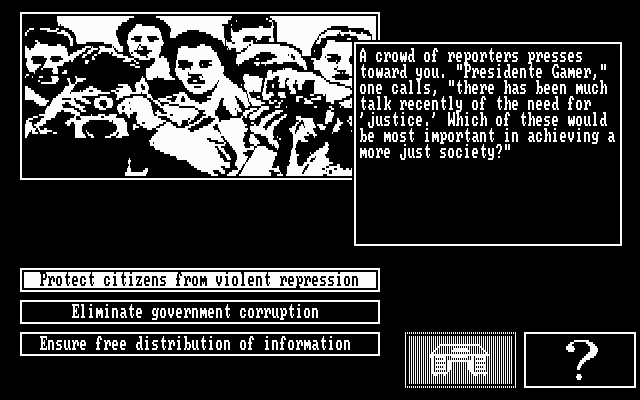 A crowd of reporters presses
toward you. "Presidente Gamer,"
one calls, "there has been much
talk recently of the need for
'justice.' Which of these would
be most important in achieving a
more just society?"
Protect citizens from violent repression
Eliminate government corruption
Ensure free distribution of information
?